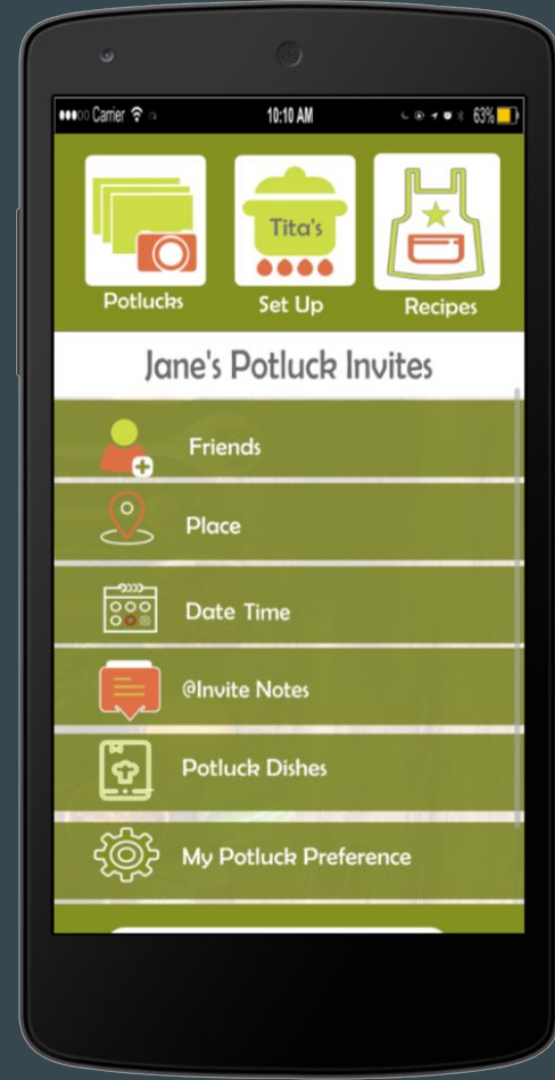 Carrier 10:10 AM 63%
Tita's
Potlucks Set Up Recipes
Jane's Potluck Invites
Friends
Place
Date Time
@Invite Notes
Potluck Dishes
My Potluck Preference